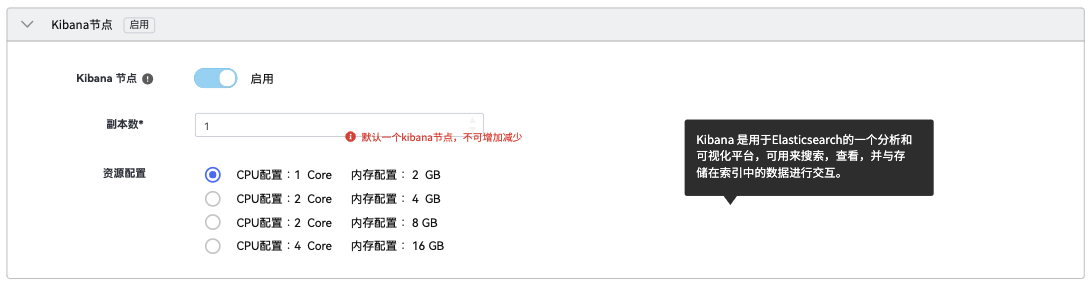 Kibana节点 启用
Kibana 节点 启用
副本数* 1
默认一个kibana节点，不可增加减少
Kibana 是用于Elasticsearch的一个分析和
可视化平台，可用来搜索，查看，并与存
储在索引中的数据进行交互。
资源配置 CPU配置：1 Core 内存配置： 2 GB
CPU配置：2 Core 内存配置： 4 GB
CPU配置：2 Core 内存配置： 8 GB
CPU配置：4 Core 内存配置： 16 GB